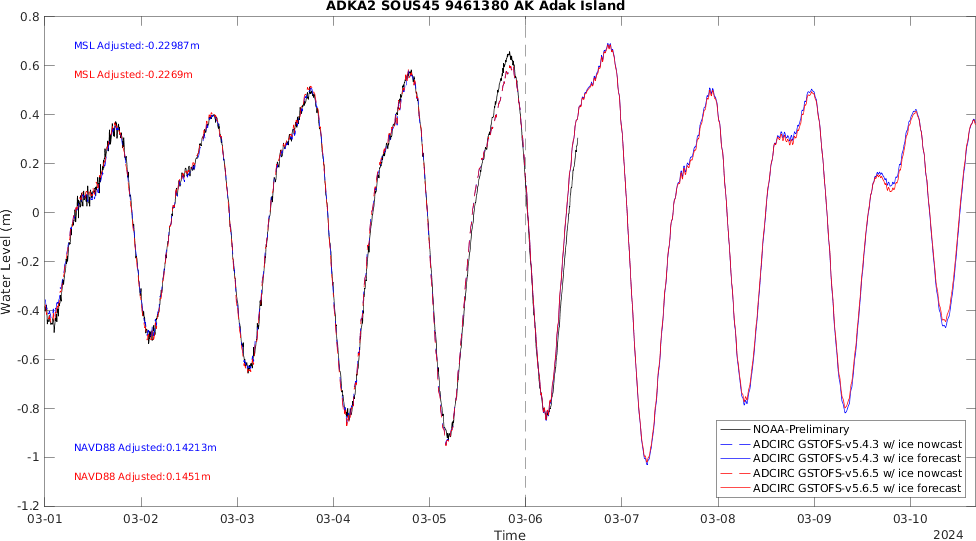 ADKA2 SOUS45 9461380 AK Adak Island
MSL Adjusted:-0.22987m
MSL Adjusted:-0.2269m
NAVD88 Adjusted:0.14213m
NAVD88 Adjusted:0.1451m
Water Level (m)
0.8
0.6
0.4
0.2
0
-0.2
-0.4
-0.6
-0.8
-1
-1.2
NOAA-Preliminary
ADCIRC GSTOFS-v5.4.3 w/ ice nowcast
ADCIRC GSTOFS-v5.4.3 w/ ice forecast
ADCIRC GSTOFS-v5.6.5 w/ ice nowcast
ADCIRC GSTOFS-v5.6.5 w/ ice forecast
03-01 03-02 03-03 03-04 03-05 03-06 03-07 03-08 03-09 03-10
Time
2024